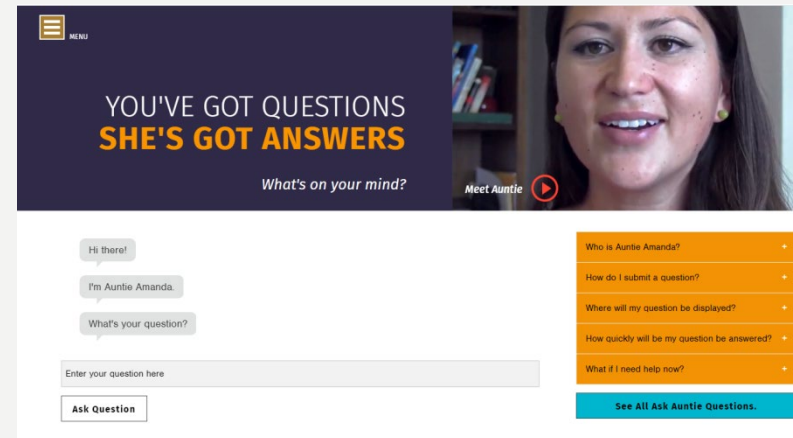 MENU
YOU'VE GOT QUESTIONS
SHE'S GOT ANSWERS
What's on your mind?
Meet Auntie
Hi there!
I'm Auntie Amanda.
What's your question?
Enter your question here
Ask Question
Who is Auntie Amanda? +
How do I submit a question? +
Where will my question be displayed? +
How quickly will be my question be answered? +
What if I need help now? +
See All Ask Auntie Questions.